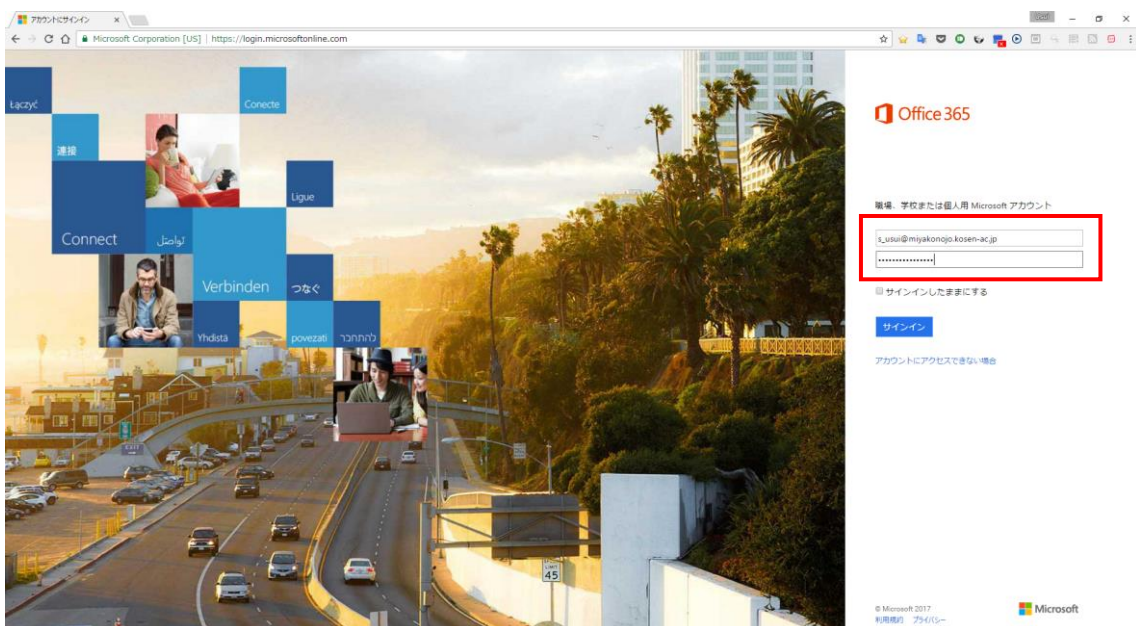 アカウントにサインイン
Microsoft Corporation [US] | https://login.microsoftonline.com
Łączyć
Conecte
連接
Ligue
Connect
تواصل
Verbinden
つなぐ
Yhdistä
povezati
להתחבר
EXIT
LIMIT
45
Office 365
職場、学校または個人用 Microsoft アカウント
s_usui@miyakonojo.kosen-ac.jp
••••••••••••••••
サインインしたままにする
サインイン
アカウントにアクセスできない場合
© Microsoft 2017
利用規約 プライバシー
Microsoft